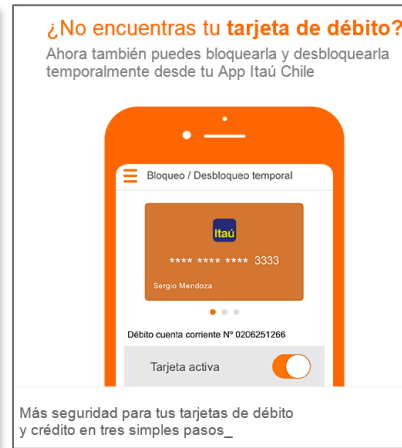 ¿No encuentras tu tarjeta de débito?
Ahora también puedes bloquearla y desbloquearla
temporalmente desde tu App Itaú Chile
Bloqueo / Desbloqueo temporal
Itaú
**** **** **** 3333
Sergio Mendoza
Débito cuenta corriente Nº 0206251266
Tarjeta activa
Más seguridad para tus tarjetas de débito
y crédito en tres simples pasos_